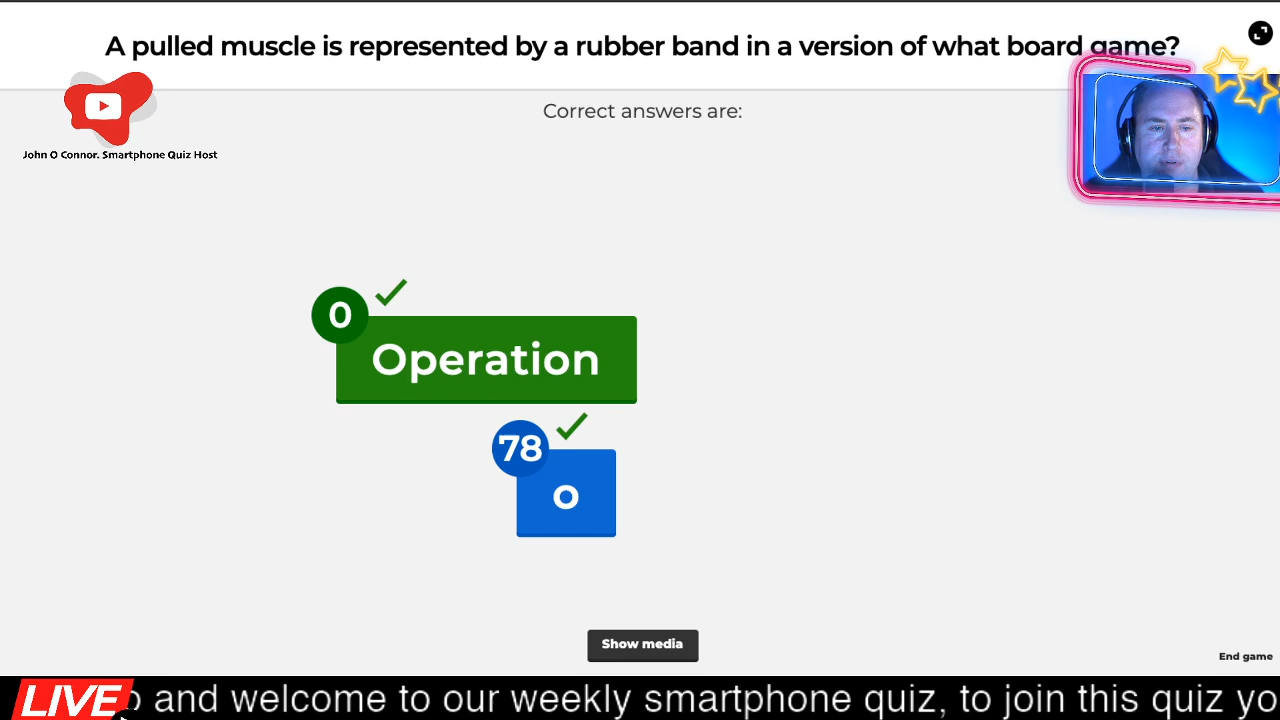 A pulled muscle is represented by a rubber band in a version of what board game?
John O Connor. Smartphone Quiz Host
Correct answers are:
0
Operation
78
o
Show media
End game
LIVE
o and welcome to our weekly smartphone quiz, to join this quiz yo